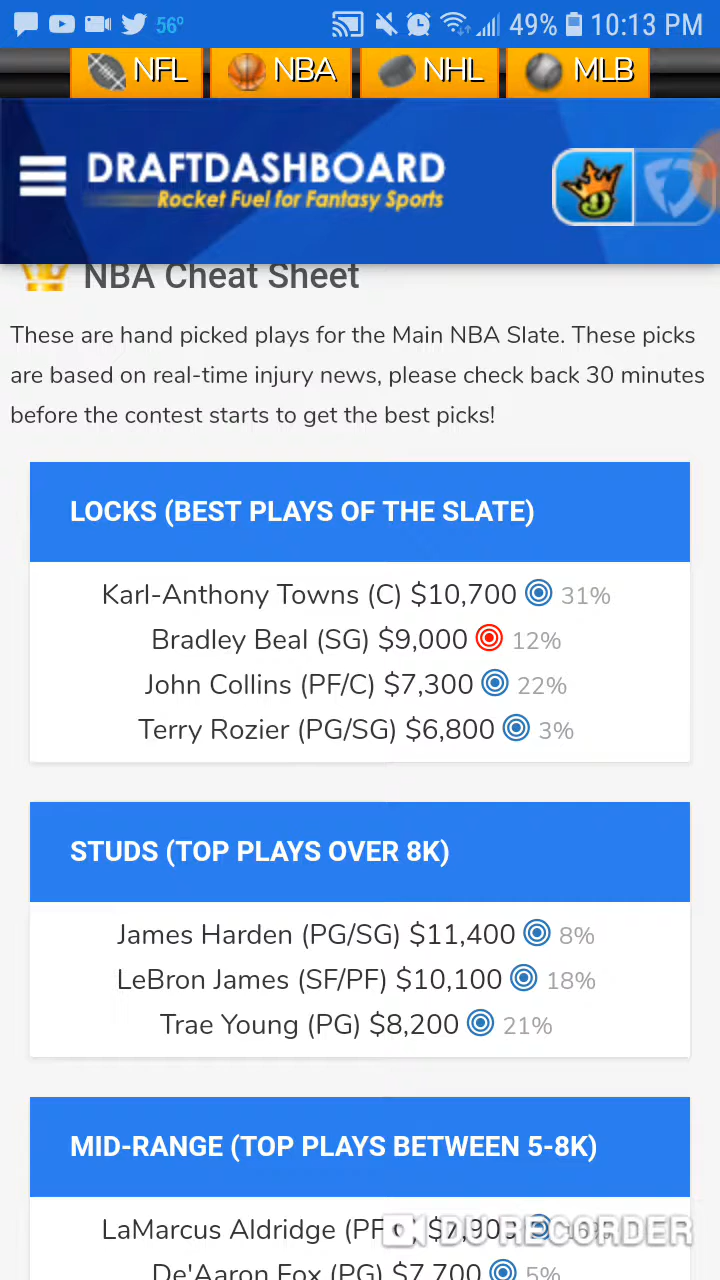 56° 49% 10:13 PM
NFL NBA NHL MLB
DRAFTDASHBOARD
Rocket Fuel for Fantasy Sports
NBA Cheat Sheet
These are hand picked plays for the Main NBA Slate. These picks
are based on real-time injury news, please check back 30 minutes
before the contest starts to get the best picks!
LOCKS (BEST PLAYS OF THE SLATE)
Karl-Anthony Towns (C) $10,700 31%
Bradley Beal (SG) $9,000 12%
John Collins (PF/C) $7,300 22%
Terry Rozier (PG/SG) $6,800 3%
STUDS (TOP PLAYS OVER 8K)
James Harden (PG/SG) $11,400 8%
LeBron James (SF/PF) $10,100 18%
Trae Young (PG) $8,200 21%
MID-RANGE (TOP PLAYS BETWEEN 5-8K)
LaMarcus Aldridge $7,900
DU RECORDER
De'Aaron Fox (PG) $7,700 5%